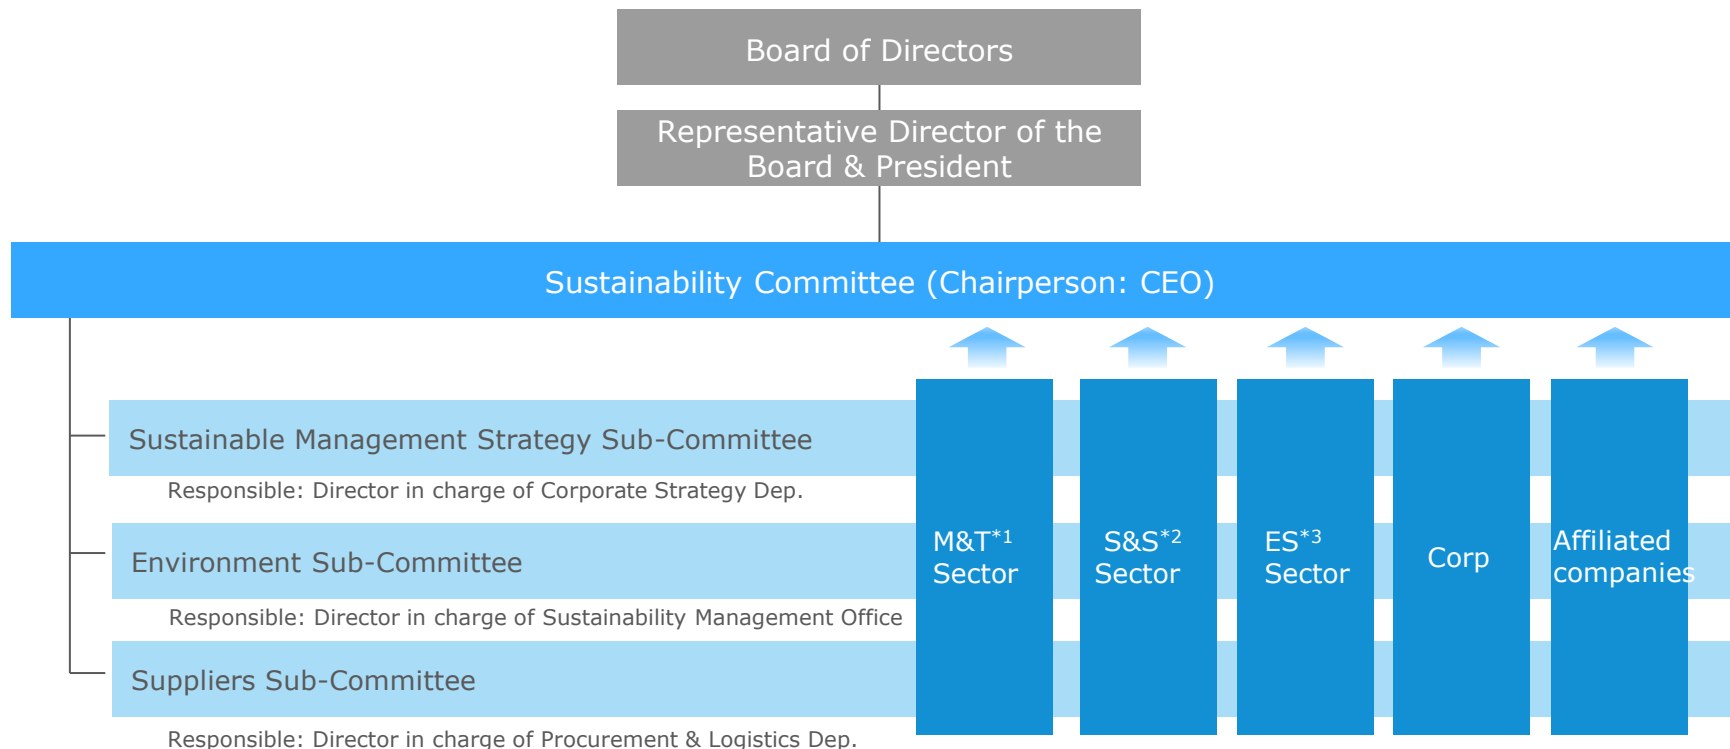 Board of Directors
Representative Director of the
Board & President
Sustainability Committee (Chairperson: CEO)
Sustainable Management Strategy Sub-Committee
Responsible: Director in charge of Corporate Strategy Dep.
Environment Sub-Committee
Responsible: Director in charge of Sustainability Management Office
Suppliers Sub-Committee
Responsible: Director in charge of Procurement & Logistics Dep.
M&T*1
Sector
S&S*2
Sector
ES*3
Sector
Corp
Affiliated
companies